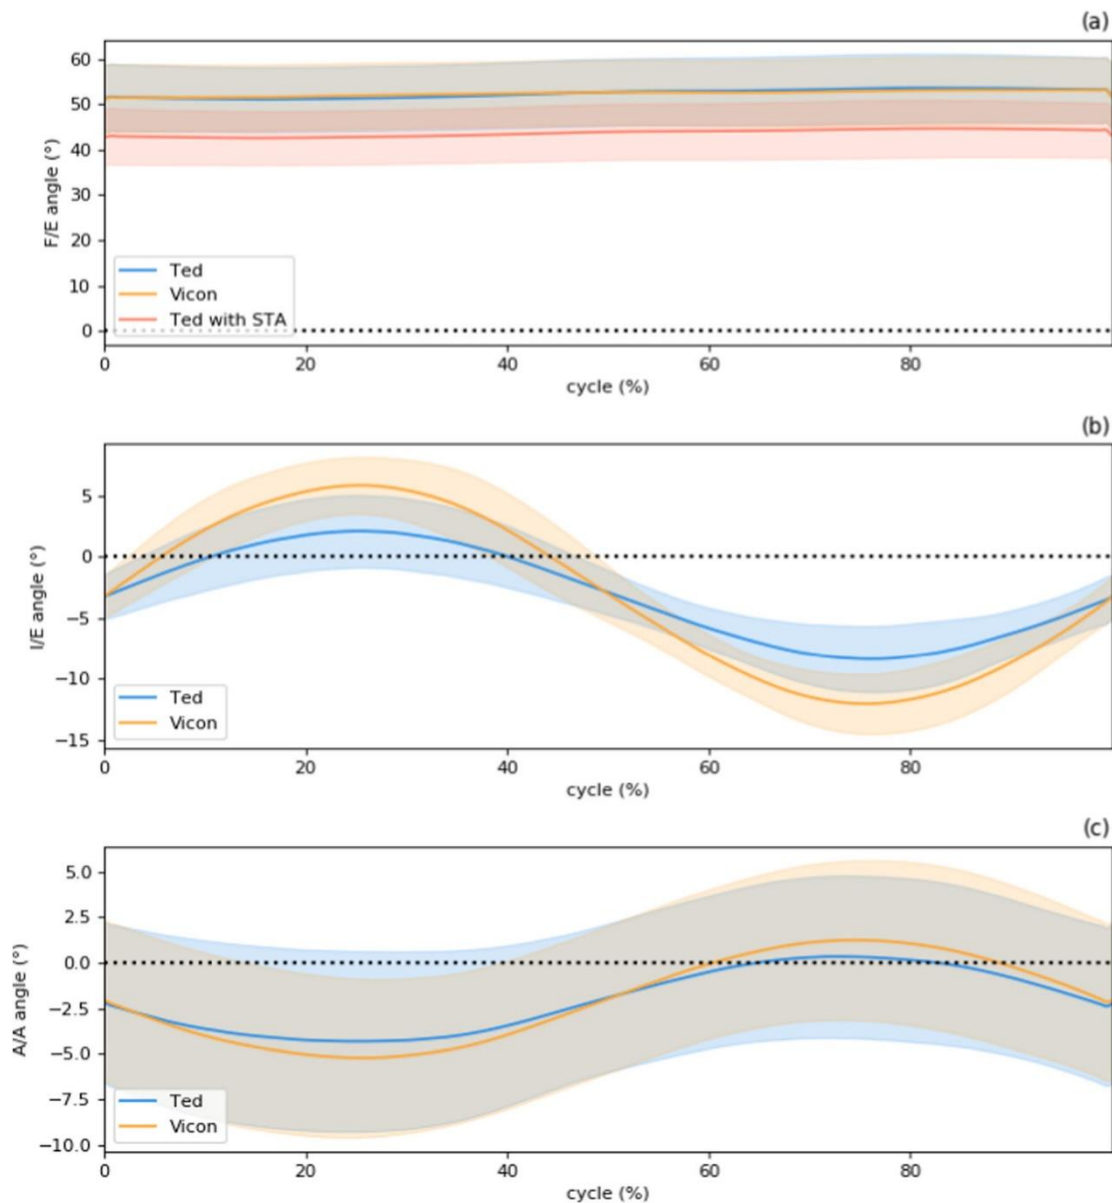 (a)
60
50
40
30
20
10
0
F/E angle (°)
Ted
Vicon
Ted with STA
0 20 40 60 80
cycle (%)
(b)
5
0
−5
−10
−15
I/E angle (°)
Ted
Vicon
0 20 40 60 80
cycle (%)
(c)
5.0
2.5
0.0
−2.5
−5.0
−7.5
−10.0
A/A angle (°)
Ted
Vicon
0 20 40 60 80
cycle (%)